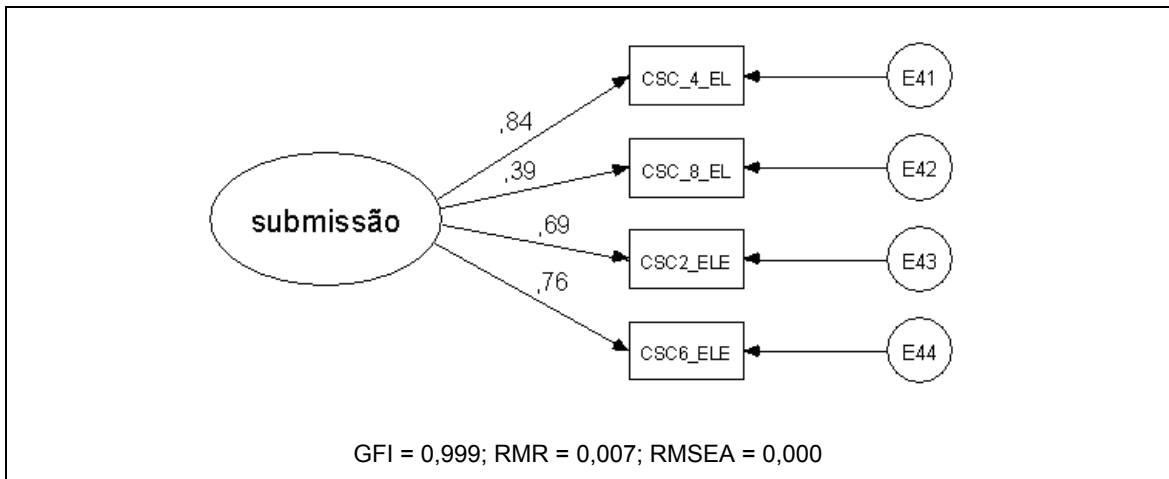 CSC_4_EL
E41
,84
CSC_8_EL
E42
,39
submissão
,69
CSC2_ELE
E43
,76
CSC6_ELE
E44
GFI = 0,999; RMR = 0,007; RMSEA = 0,000